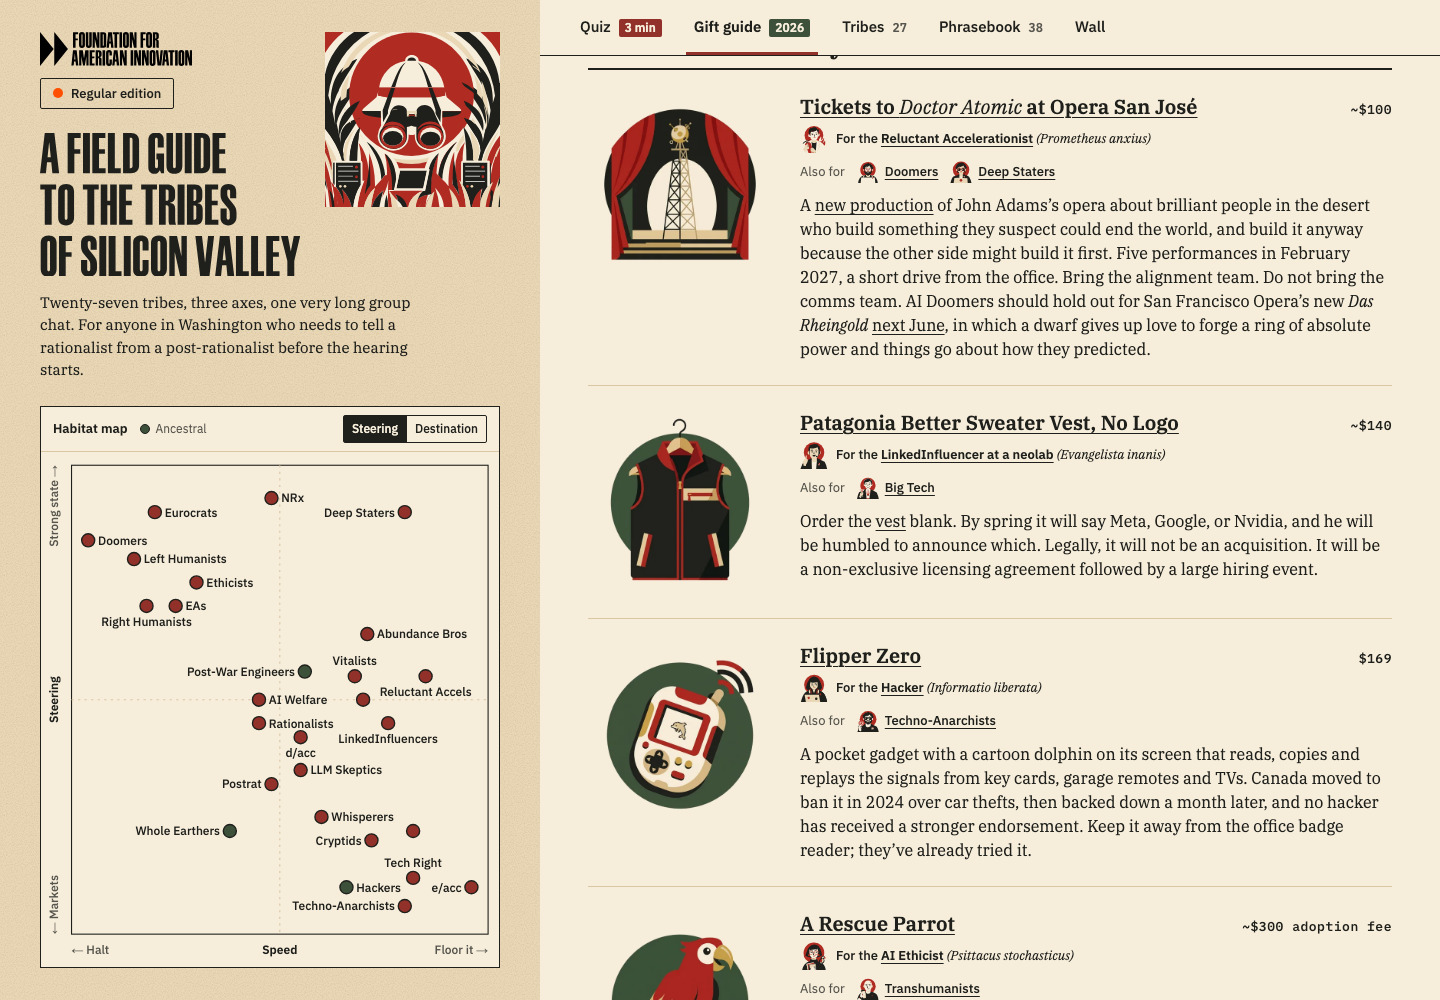 FOUNDATION FOR
AMERICAN INNOVATION
Regular edition
A FIELD GUIDE
TO THE TRIBES
OF SILICON VALLEY
Twenty-seven tribes, three axes, one very long group
chat. For anyone in Washington who needs to tell a
rationalist from a post-rationalist before the hearing
starts.
Habitat map
Ancestral
Steering
Destination
Strong state →
Steering
← Markets
NRx
Eurocrats
Deep Staters
Doomers
Left Humanists
Ethicists
EAs
Right Humanists
Abundance Bros
Vitalists
Post-War Engineers
Reluctant Accels
AI Welfare
Rationalists
LinkedInfluencers
d/acc
LLM Skeptics
Postrat
Whisperers
Whole Earthers
Cryptids
Tech Right
Hackers
e/acc
Techno-Anarchists
← Halt
Speed
Floor it →
Quiz 3 min
Gift guide 2026
Tribes 27
Phrasebook 38
Wall
Tickets to Doctor Atomic at Opera San José
~$100
For the Reluctant Accelerationist (Prometheus anxius)
Also for Doomers Deep Staters
A new production of John Adams’s opera about brilliant people in the desert
who build something they suspect could end the world, and build it anyway
because the other side might build it first. Five performances in February
2027, a short drive from the office. Bring the alignment team. Do not bring the
comms team. AI Doomers should hold out for San Francisco Opera’s new Das
Rheingold next June, in which a dwarf gives up love to forge a ring of absolute
power and things go about how they predicted.
Patagonia Better Sweater Vest, No Logo
~$140
For the LinkedInfluencer at a neolab (Evangelista inanis)
Also for Big Tech
Order the vest blank. By spring it will say Meta, Google, or Nvidia, and he will
be humbled to announce which. Legally, it will not be an acquisition. It will be
a non-exclusive licensing agreement followed by a large hiring event.
Flipper Zero
$169
For the Hacker (Informatio liberata)
Also for Techno-Anarchists
A pocket gadget with a cartoon dolphin on its screen that reads, copies and
replays the signals from key cards, garage remotes and TVs. Canada moved to
ban it in 2024 over car thefts, then backed down a month later, and no hacker
has received a stronger endorsement. Keep it away from the office badge
reader; they’ve already tried it.
A Rescue Parrot
~$300 adoption fee
For the AI Ethicist (Psittacus stochasticus)
Also for Transhumanists